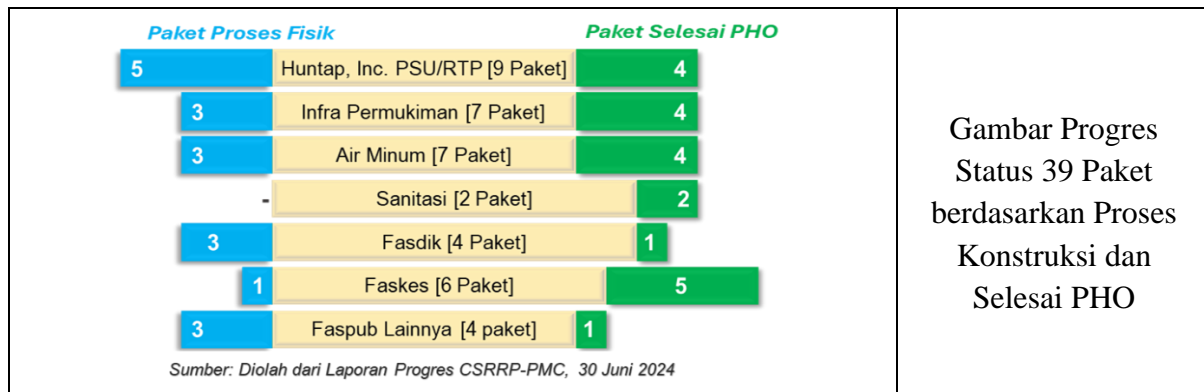 Paket Proses Fisik Paket Selesai PHO
5 Huntap, Inc. PSU/RTP [9 Paket] 4
3 Infra Permukiman [7 Paket] 4
3 Air Minum [7 Paket] 4
- Sanitasi [2 Paket] 2
3 Fasdik [4 Paket] 1
1 Faskes [6 Paket] 5
3 Faspub Lainnya [4 paket] 1
Sumber: Diolah dari Laporan Progres CSRRP-PMC, 30 Juni 2024
Gambar Progres
Status 39 Paket
berdasarkan Proses
Konstruksi dan
Selesai PHO